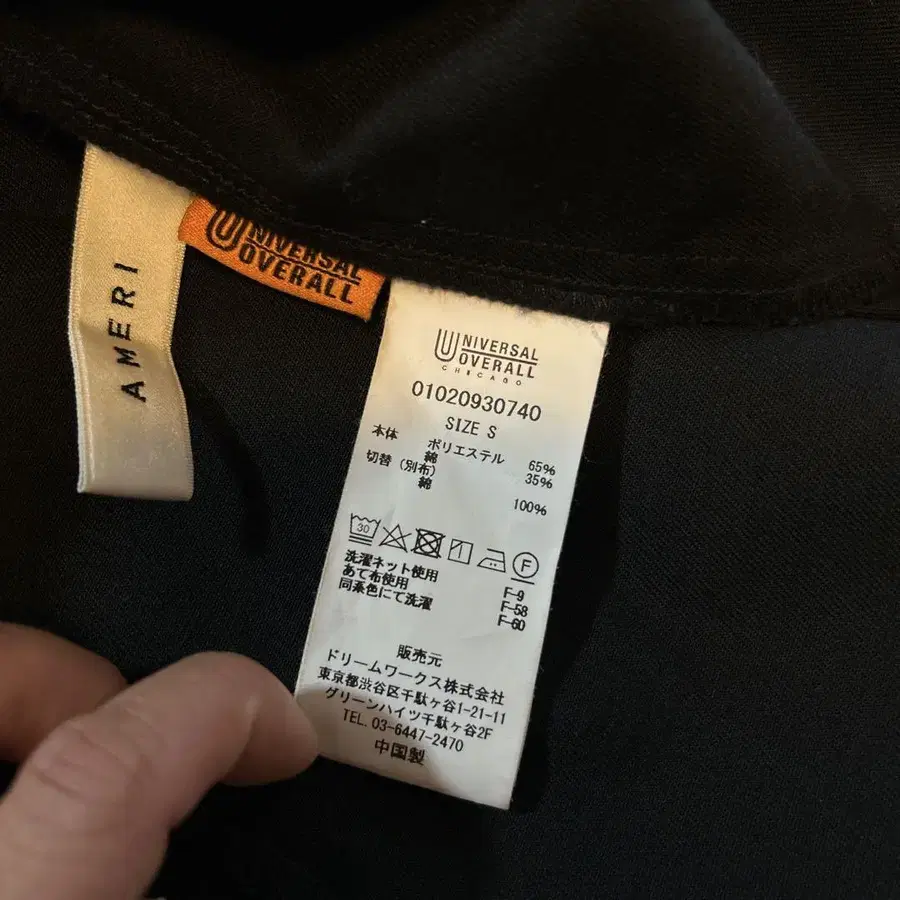 AMERI
UNIVERSAL
OVERALL
UNIVERSAL
OVERALL
CHICAGO
01020930740
SIZE S
本体 ポリエステル 65%
綿 35%
切替(別布)
綿 100%
30
F
洗濯ネット使用 F-9
あて布使用 F-58
同系色にて洗濯 F-60
販売元
ドリームワークス株式会社
東京都渋谷区千駄ヶ谷1-21-11
グリーンハイツ千駄ヶ谷2F
TEL. 03-6447-2470
中国製